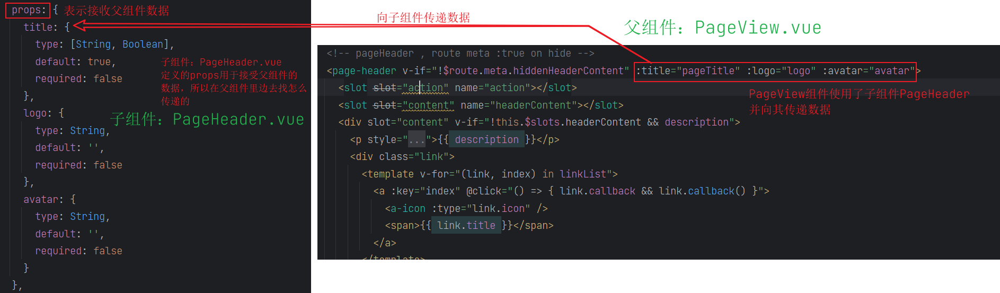 props: { 表示接收父组件数据
title: {
type: [String, Boolean],
default: true,
required: false
},
logo: {
type: String,
default: '',
required: false
},
avatar: {
type: String,
default: '',
required: false
}
},
子组件：PageHeader.vue
定义的props用于接受父组件的
数据，所以在父组件里边去找怎么
传递的
子组件：PageHeader.vue
向子组件传递数据
父组件：PageView.vue
<!-- pageHeader , route meta :true on hide -->
<page-header v-if="!$route.meta.hiddenHeaderContent" :title="pageTitle" :logo="logo" :avatar="avatar">
<slot slot="action" name="action"></slot>
<slot slot="content" name="headerContent"></slot>
<div slot="content" v-if="!this.$slots.headerContent && description">
<p style="...">{{ description }}</p>
<div class="link">
<template v-for="(link, index) in linkList">
<a :key="index" @click="() => { link.callback && link.callback() }">
<a-icon :type="link.icon" />
<span>{{ link.title }}</span>
</a>
</template>
PageView组件使用了子组件PageHeader
并向其传递数据